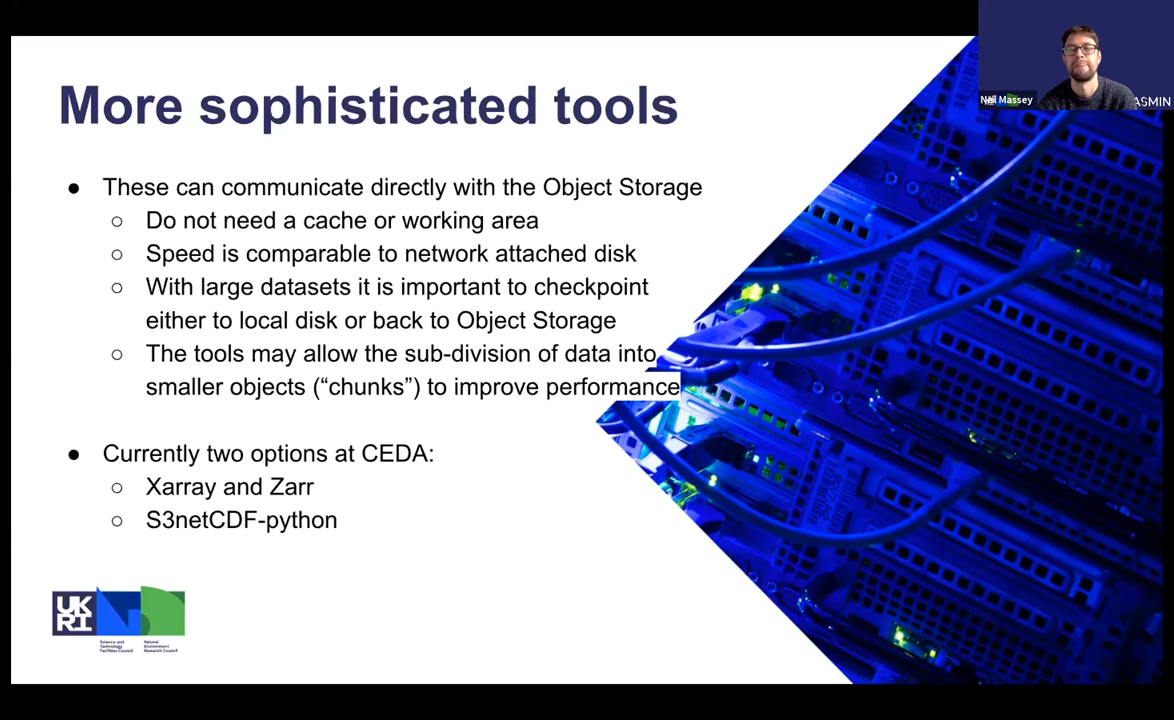 More sophisticated tools
● These can communicate directly with the Object Storage
○ Do not need a cache or working area
○ Speed is comparable to network attached disk
○ With large datasets it is important to checkpoint
either to local disk or back to Object Storage
○ The tools may allow the sub-division of data into
smaller objects (“chunks”) to improve performance
● Currently two options at CEDA:
○ Xarray and Zarr
○ S3netCDF-python
UK
RI
Science and
Technology
Facilities Council
Natural
Environment
Research Council
Neil Massey
ASMIN